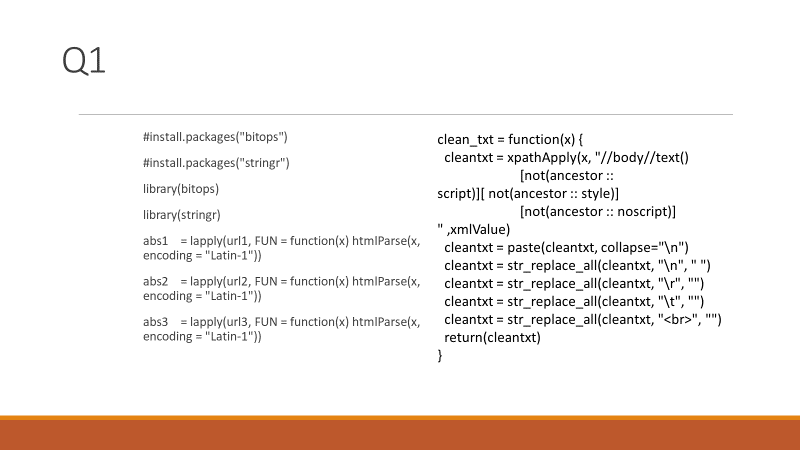 Q1
#install.packages("bitops")
#install.packages("stringr")
library(bitops)
library(stringr)
abs1 = lapply(url1, FUN = function(x) htmlParse(x,
encoding = "Latin-1"))
abs2 = lapply(url2, FUN = function(x) htmlParse(x,
encoding = "Latin-1"))
abs3 = lapply(url3, FUN = function(x) htmlParse(x,
encoding = "Latin-1"))
clean_txt = function(x) {
cleantxt = xpathApply(x, "//body//text()
[not(ancestor ::
script)][ not(ancestor :: style)]
[not(ancestor :: noscript)]
" ,xmlValue)
cleantxt = paste(cleantxt, collapse="\n")
cleantxt = str_replace_all(cleantxt, "\n", " ")
cleantxt = str_replace_all(cleantxt, "\r", "")
cleantxt = str_replace_all(cleantxt, "\t", "")
cleantxt = str_replace_all(cleantxt, "<br>", "")
return(cleantxt)
}